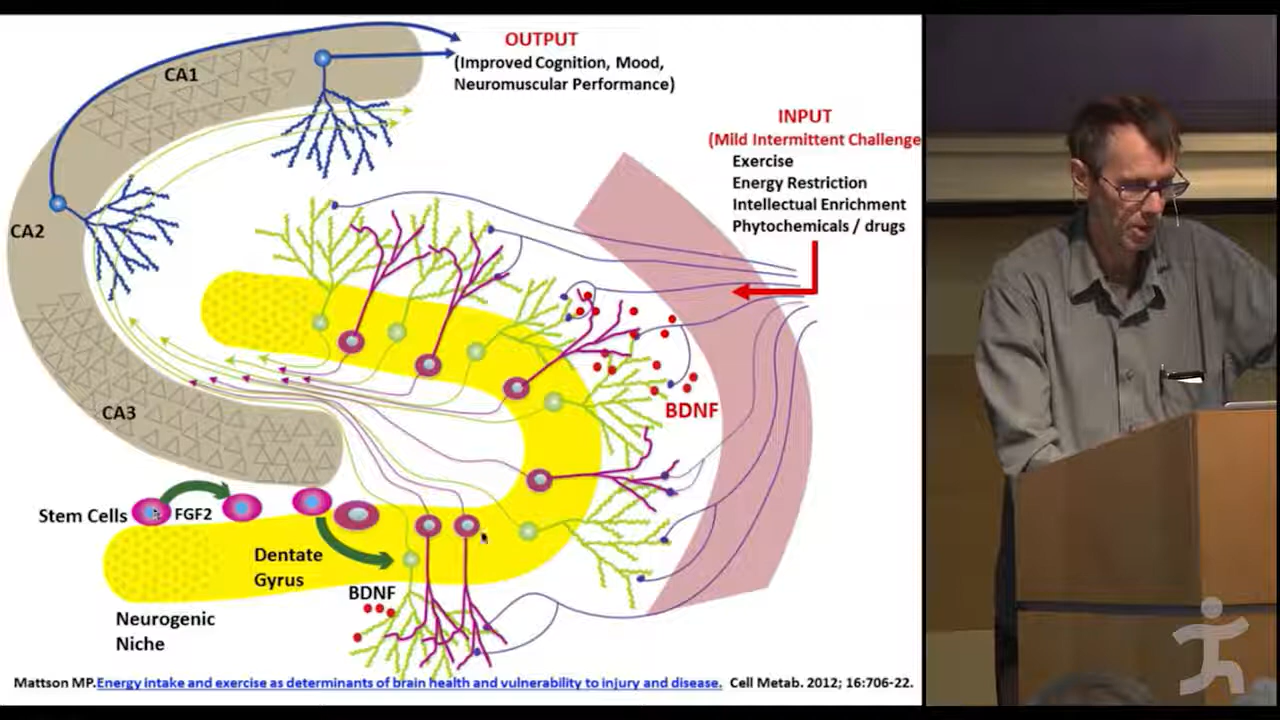 OUTPUT
(Improved Cognition, Mood,
Neuromuscular Performance)
CA1
INPUT
(Mild Intermittent Challenge
Exercise
Energy Restriction
Intellectual Enrichment
Phytochemicals / drugs
CA2
CA3
BDNF
Stem Cells
FGF2
Dentate
Gyrus
BDNF
Neurogenic
Niche
Mattson MP.Energy intake and exercise as determinants of brain health and vulnerability to injury and disease. Cell Metab. 2012; 16:706-22.